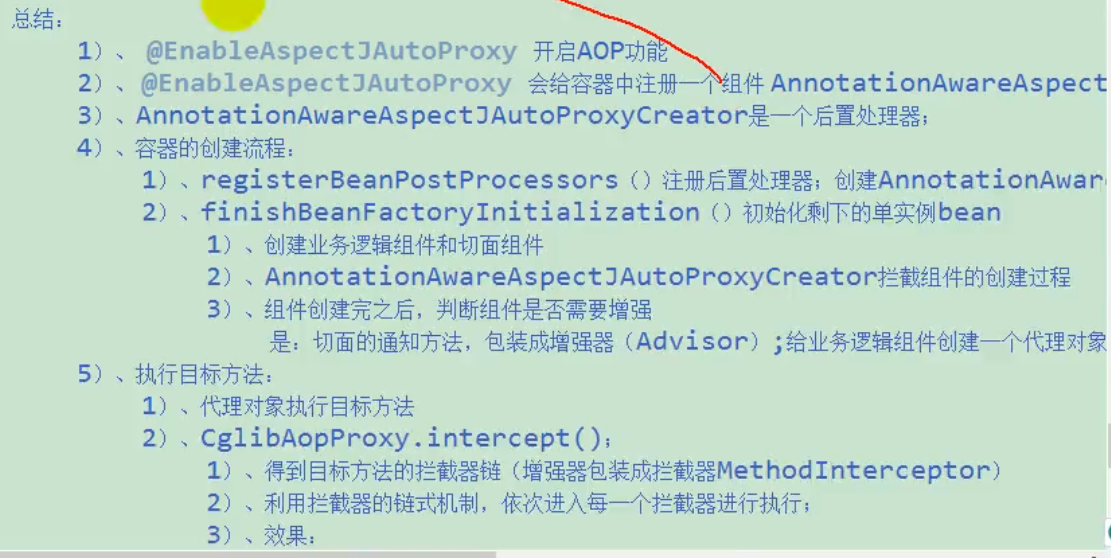 总结：
1）、 @EnableAspectJAutoProxy 开启AOP功能
2）、@EnableAspectJAutoProxy 会给容器中注册一个组件 AnnotationAwareAspect
3）、AnnotationAwareAspectJAutoProxyCreator是一个后置处理器；
4）、容器的创建流程：
1）、registerBeanPostProcessors（）注册后置处理器；创建AnnotationAwar
2）、finishBeanFactoryInitialization（）初始化剩下的单实例bean
1）、创建业务逻辑组件和切面组件
2）、AnnotationAwareAspectJAutoProxyCreator拦截组件的创建过程
3）、组件创建完之后，判断组件是否需要增强
是：切面的通知方法，包装成增强器（Advisor）;给业务逻辑组件创建一个代理对象
5）、执行目标方法：
1）、代理对象执行目标方法
2）、CglibAopProxy.intercept()；
1）、得到目标方法的拦截器链（增强器包装成拦截器MethodInterceptor）
2）、利用拦截器的链式机制，依次进入每一个拦截器进行执行；
3）、效果：